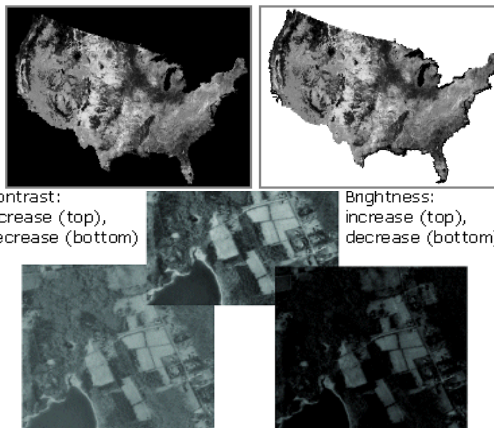 ontrast:
crease (top),
ecrease (bottom)
Brightness:
increase (top),
decrease (bottom)